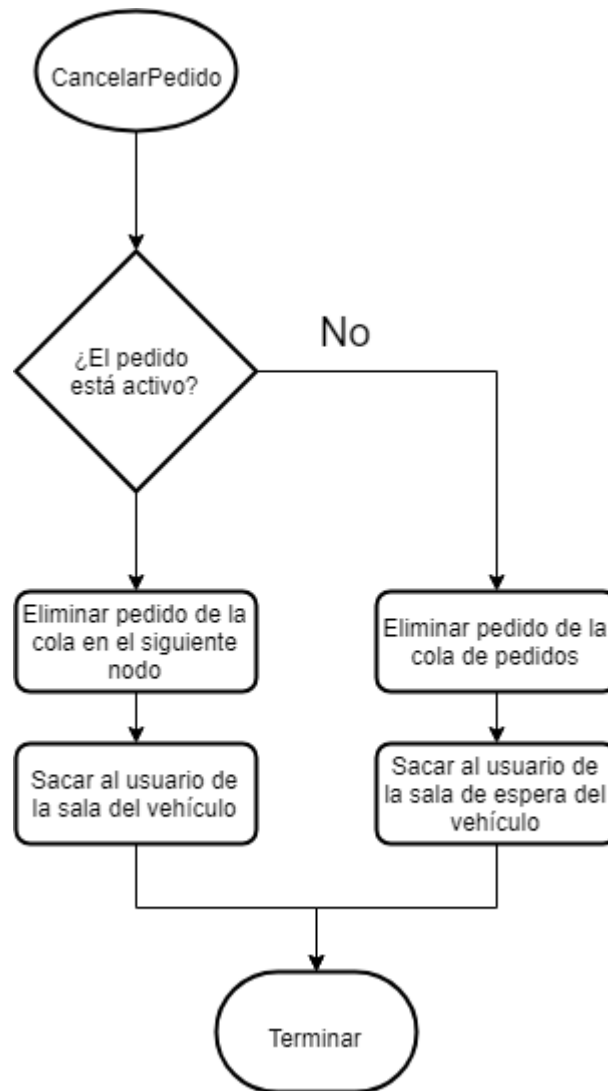 CancelarPedido
No
¿El pedido
está activo?
Eliminar pedido de la
cola en el siguiente
nodo
Eliminar pedido de la
cola de pedidos
Sacar al usuario de
la sala del vehículo
Sacar al usuario de
la sala de espera del
vehículo
Terminar